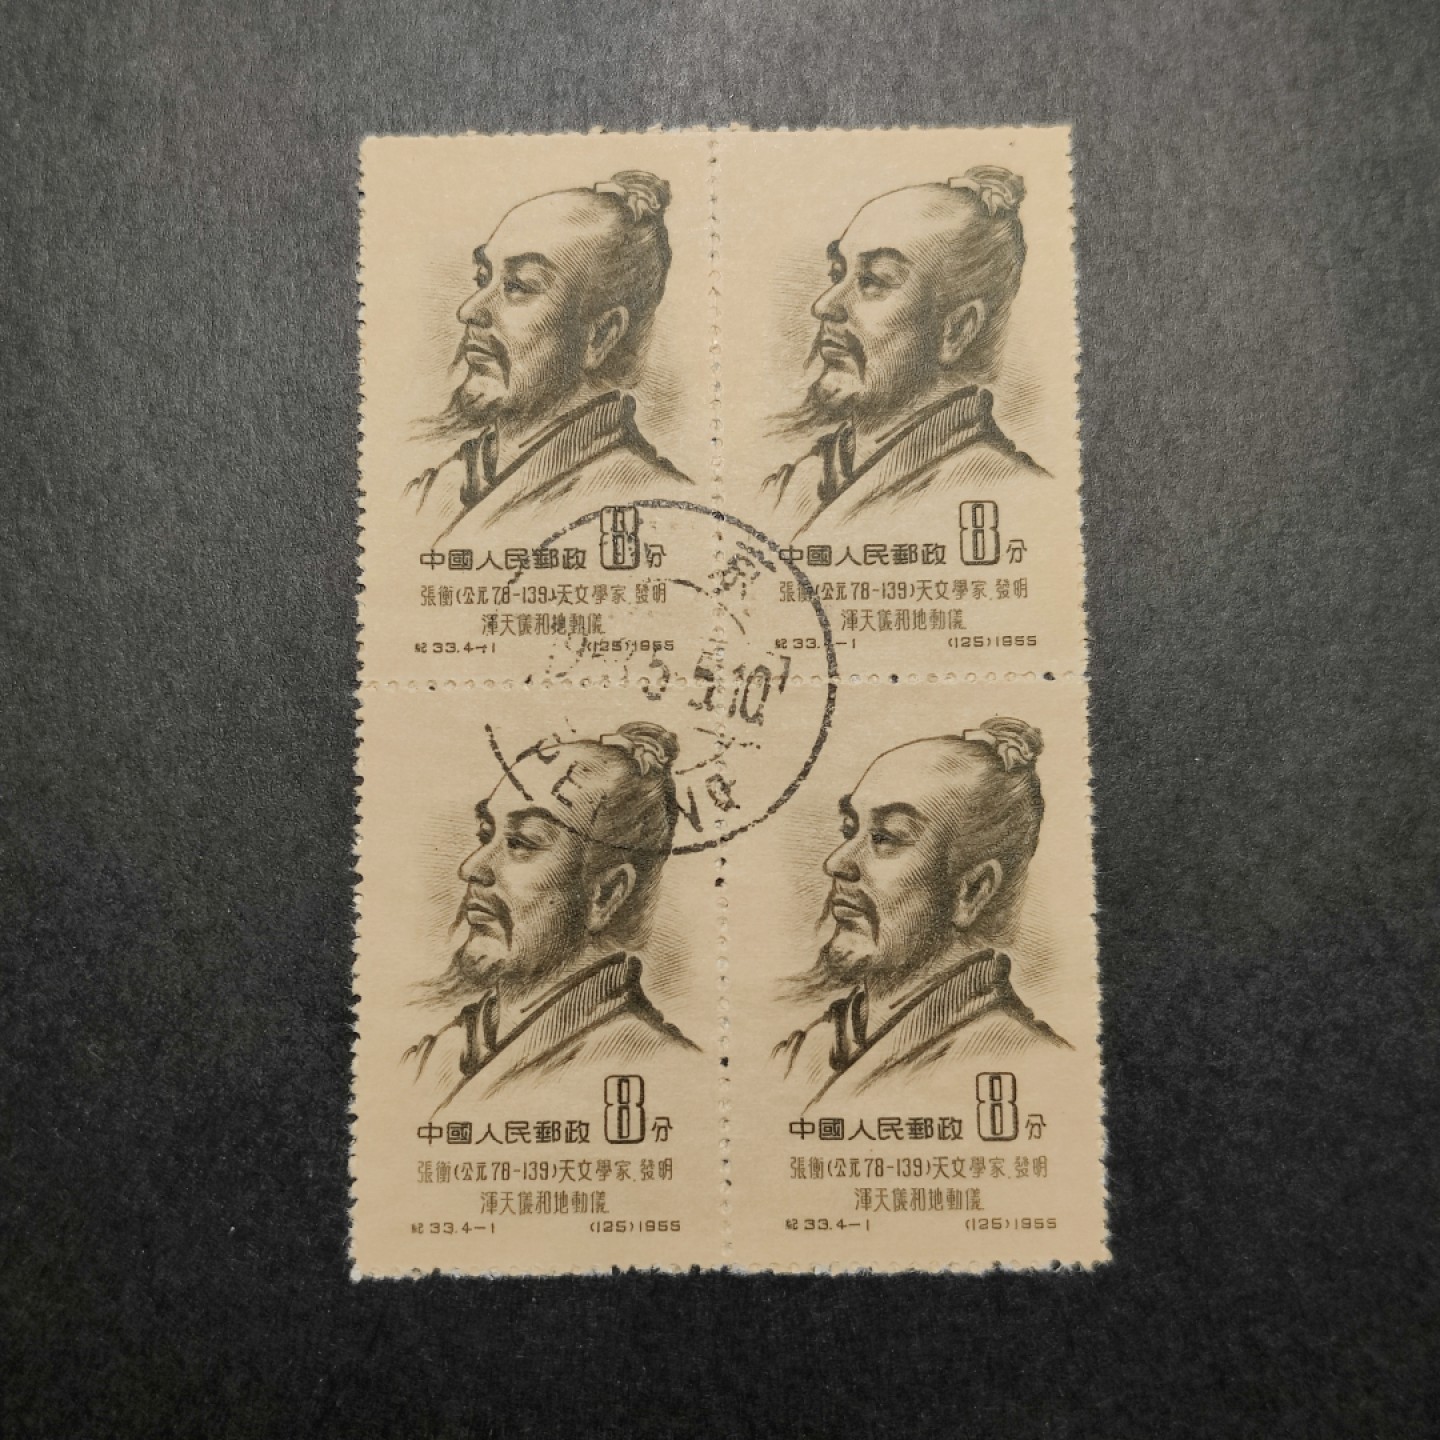 中國人民郵政 8分
張衡(公元78-139)天文學家.發明
渾天儀和地動儀
紀33.4-1 (125)1955
中國人民郵政 8分
張衡(公元78-139)天文學家.發明
渾天儀和地動儀
紀33.4-1 (125)1955
中國人民郵政 8分
張衡(公元78-139)天文學家.發明
渾天儀和地動儀
紀33.4-1 (125)1955
中國人民郵政 8分
張衡(公元78-139)天文學家.發明
渾天儀和地動儀
紀33.4-1 (125)1955